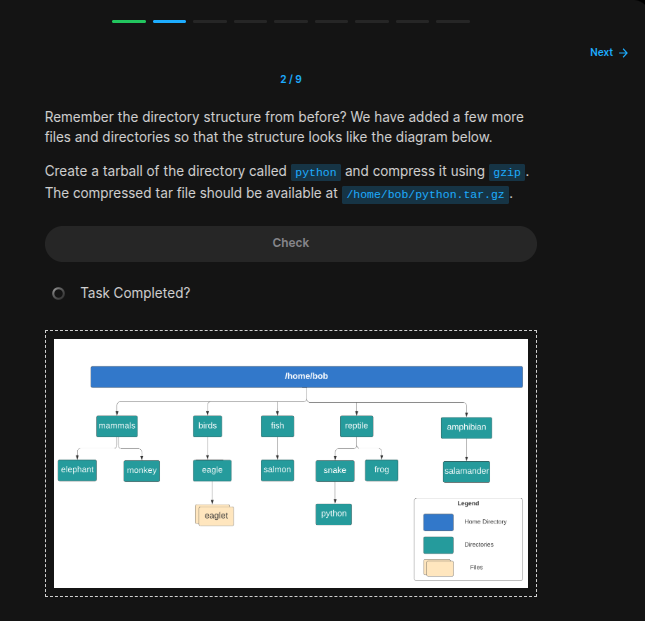 Next →
2 / 9
Remember the directory structure from before? We have added a few more
files and directories so that the structure looks like the diagram below.
Create a tarball of the directory called python and compress it using gzip.
The compressed tar file should be available at /home/bob/python.tar.gz.
Check
Task Completed?
/home/bob
mammals birds fish reptile amphibian
elephant monkey eagle salmon snake frog salamander
eaglet python
Legend
Home Directory
Directories
Files